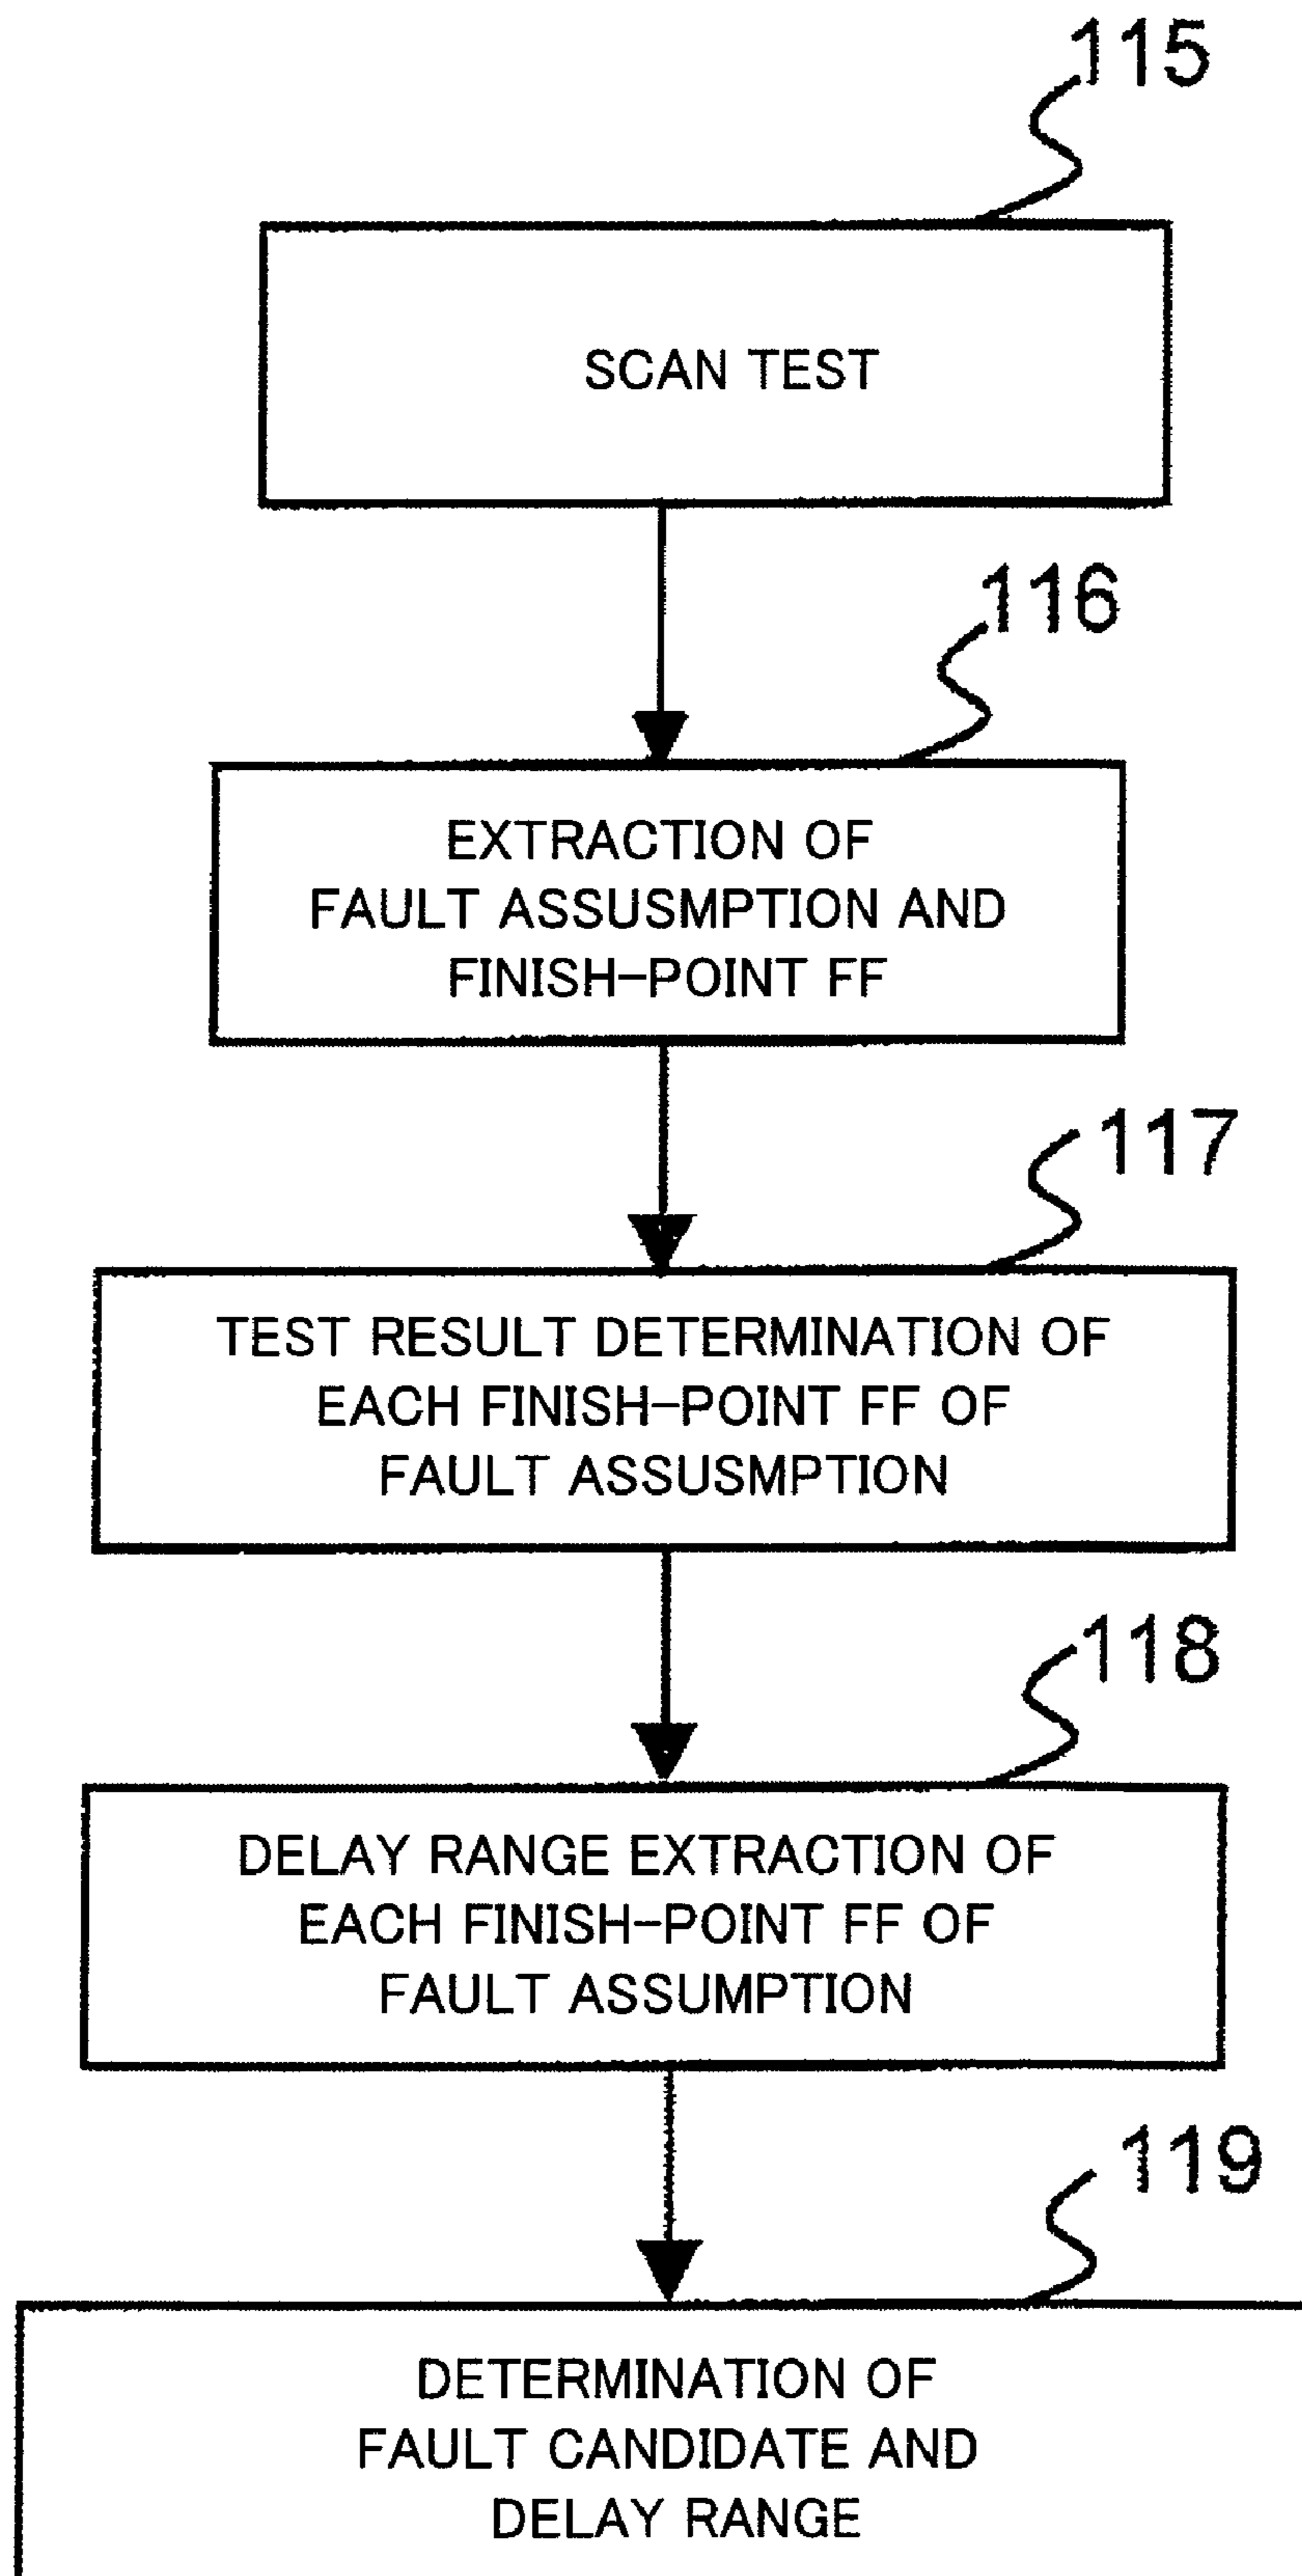 115
SCAN TEST
116
EXTRACTION OF
FAULT ASSUSMPTION AND
FINISH-POINT FF
117
TEST RESULT DETERMINATION OF
EACH FINISH-POINT FF OF
FAULT ASSUSMPTION
118
DELAY RANGE EXTRACTION OF
EACH FINISH-POINT FF OF
FAULT ASSUMPTION
119
DETERMINATION OF
FAULT CANDIDATE AND
DELAY RANGE